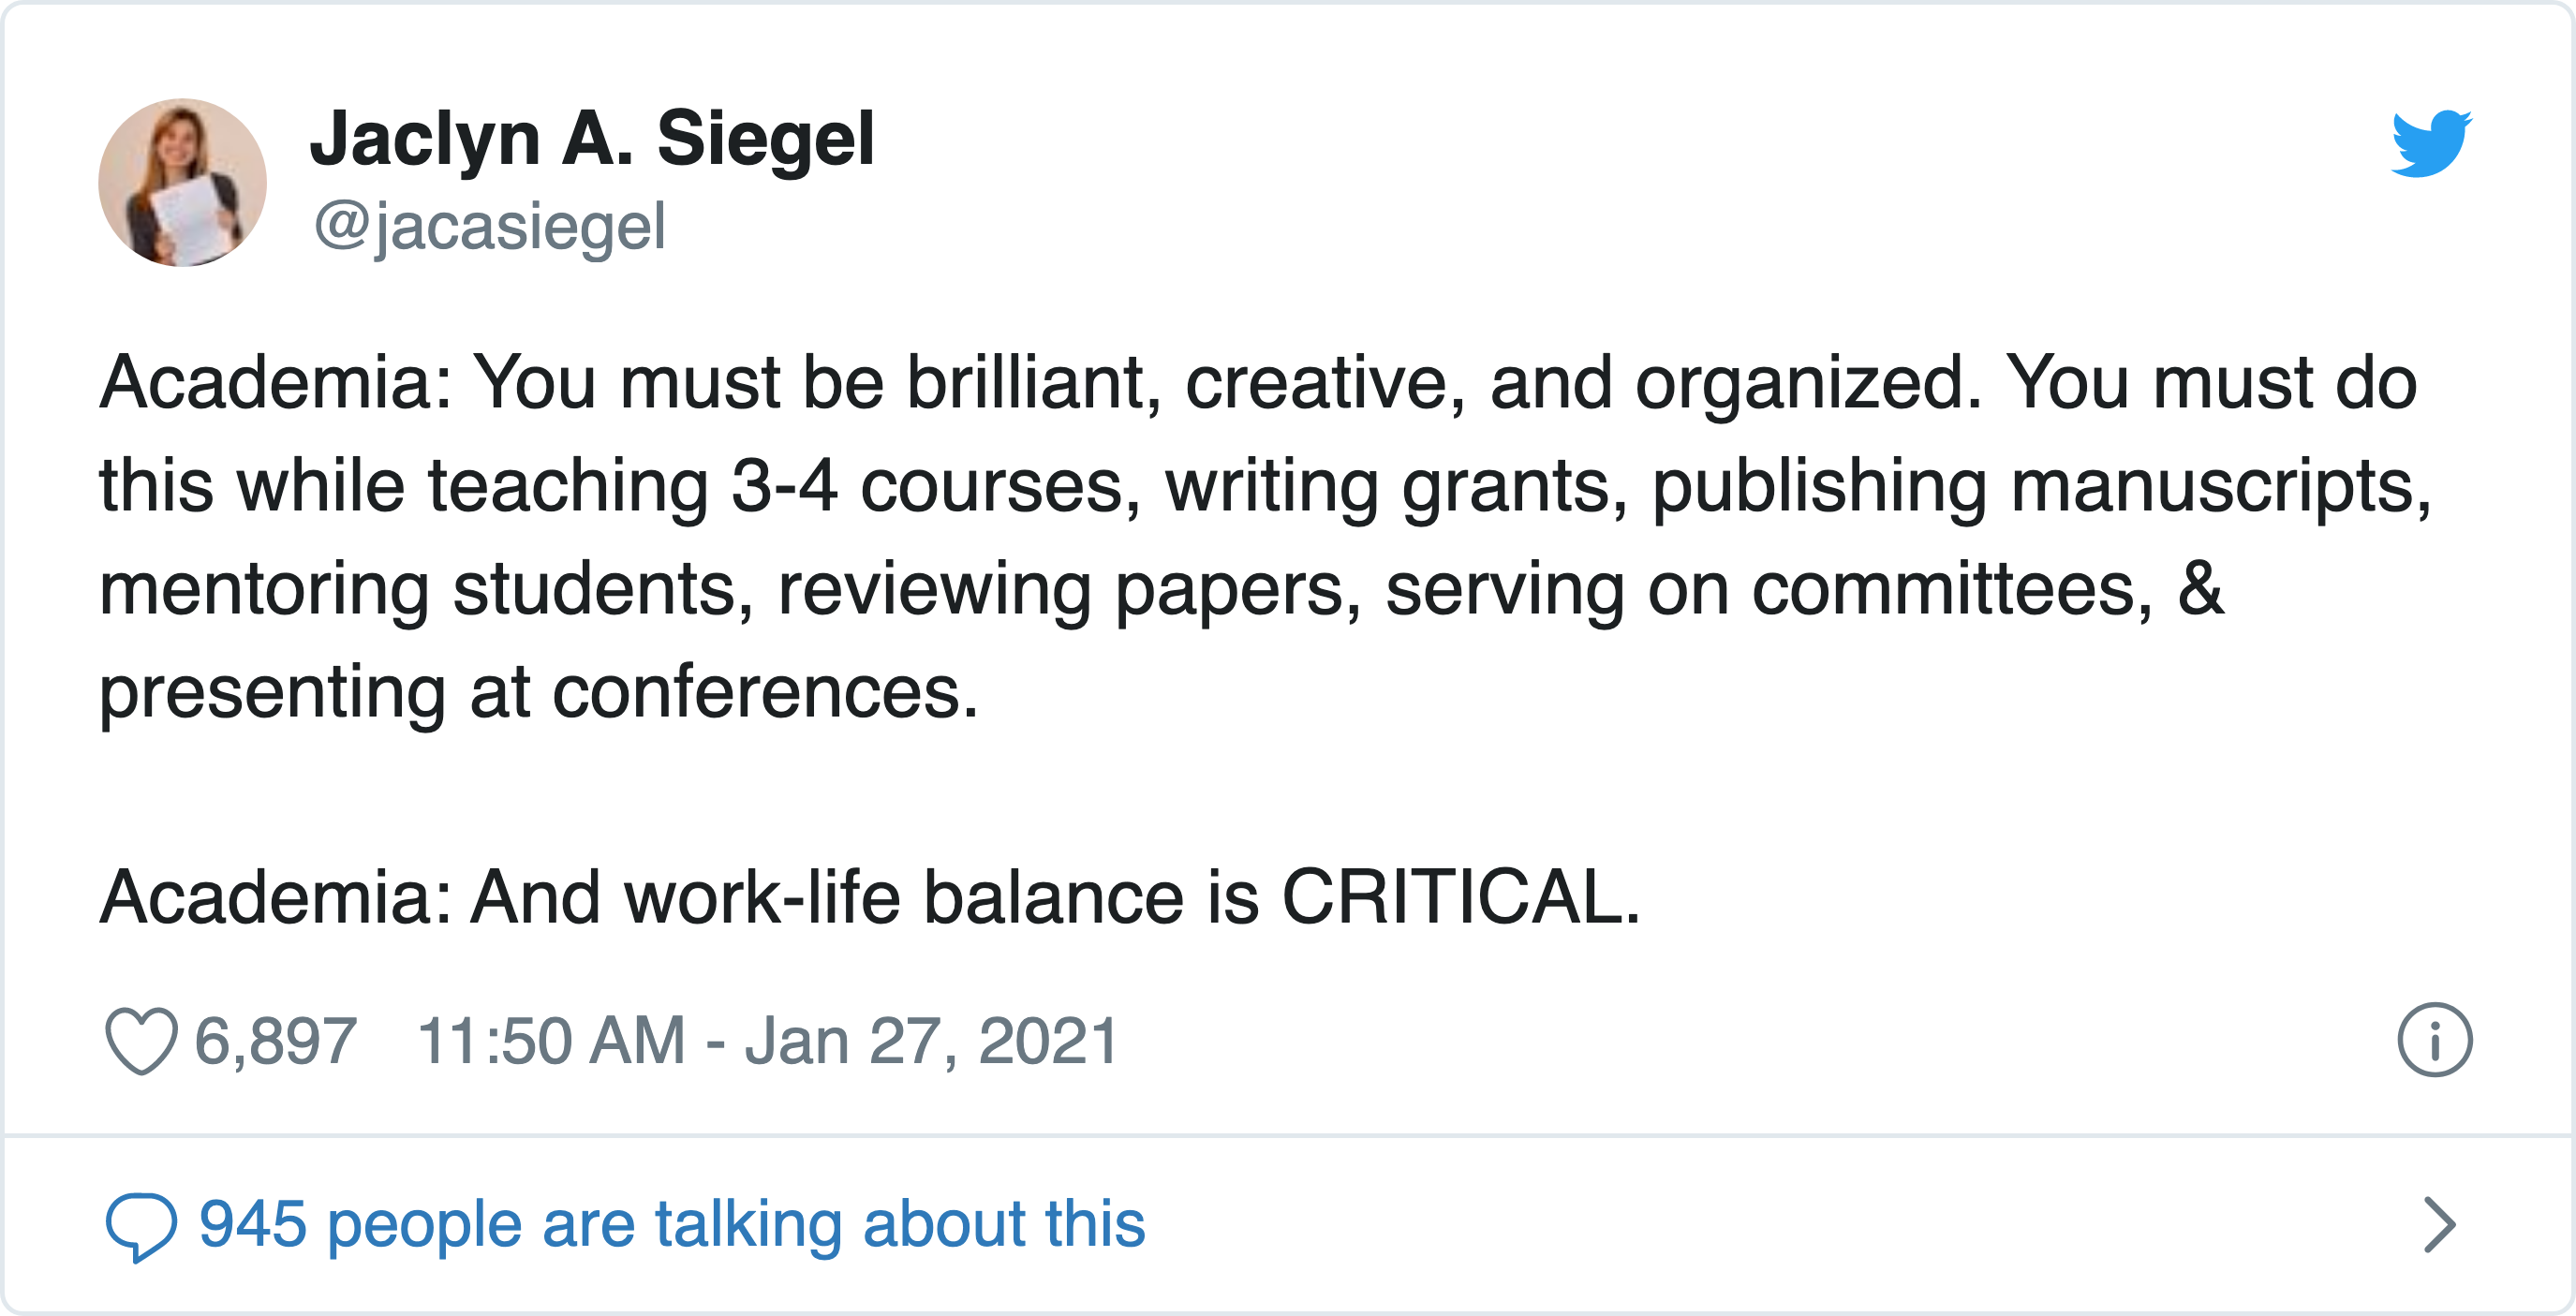 Jaclyn A. Siegel
@jacasiegel
Academia: You must be brilliant, creative, and organized. You must do
this while teaching 3-4 courses, writing grants, publishing manuscripts,
mentoring students, reviewing papers, serving on committees, &
presenting at conferences.
Academia: And work-life balance is CRITICAL.
6,897 11:50 AM - Jan 27, 2021
945 people are talking about this